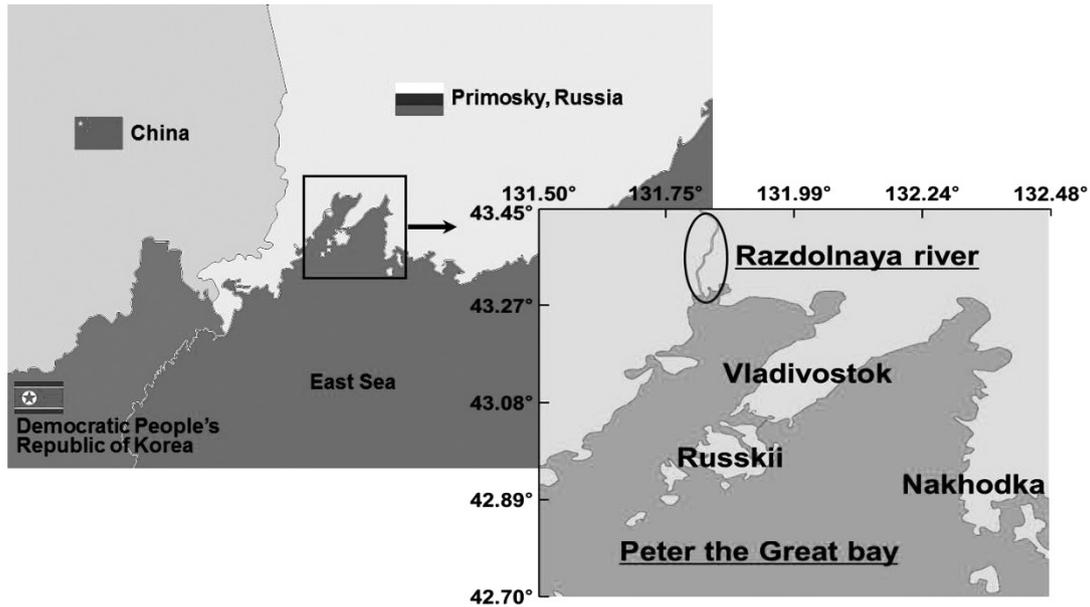 Primosky, Russia
China
East Sea
Democratic People's
Republic of Korea
131.50° 131.75° 131.99° 132.24° 132.48°
43.45°
43.27°
43.08°
42.89°
42.70°
Razdolnaya river
Vladivostok
Russkii
Nakhodka
Peter the Great bay